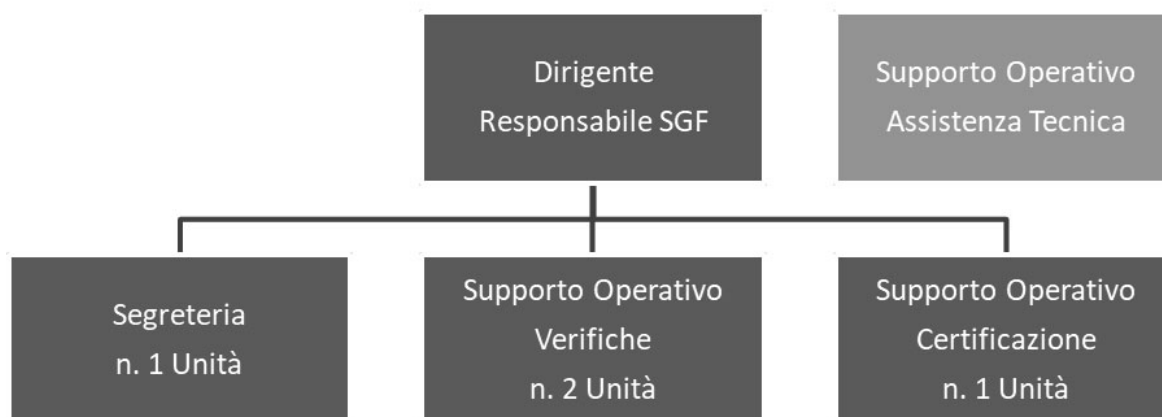 Dirigente
Responsabile SGF
Supporto Operativo
Assistenza Tecnica
Segreteria
n. 1 Unità
Supporto Operativo
Verifiche
n. 2 Unità
Supporto Operativo
Certificazione
n. 1 Unità